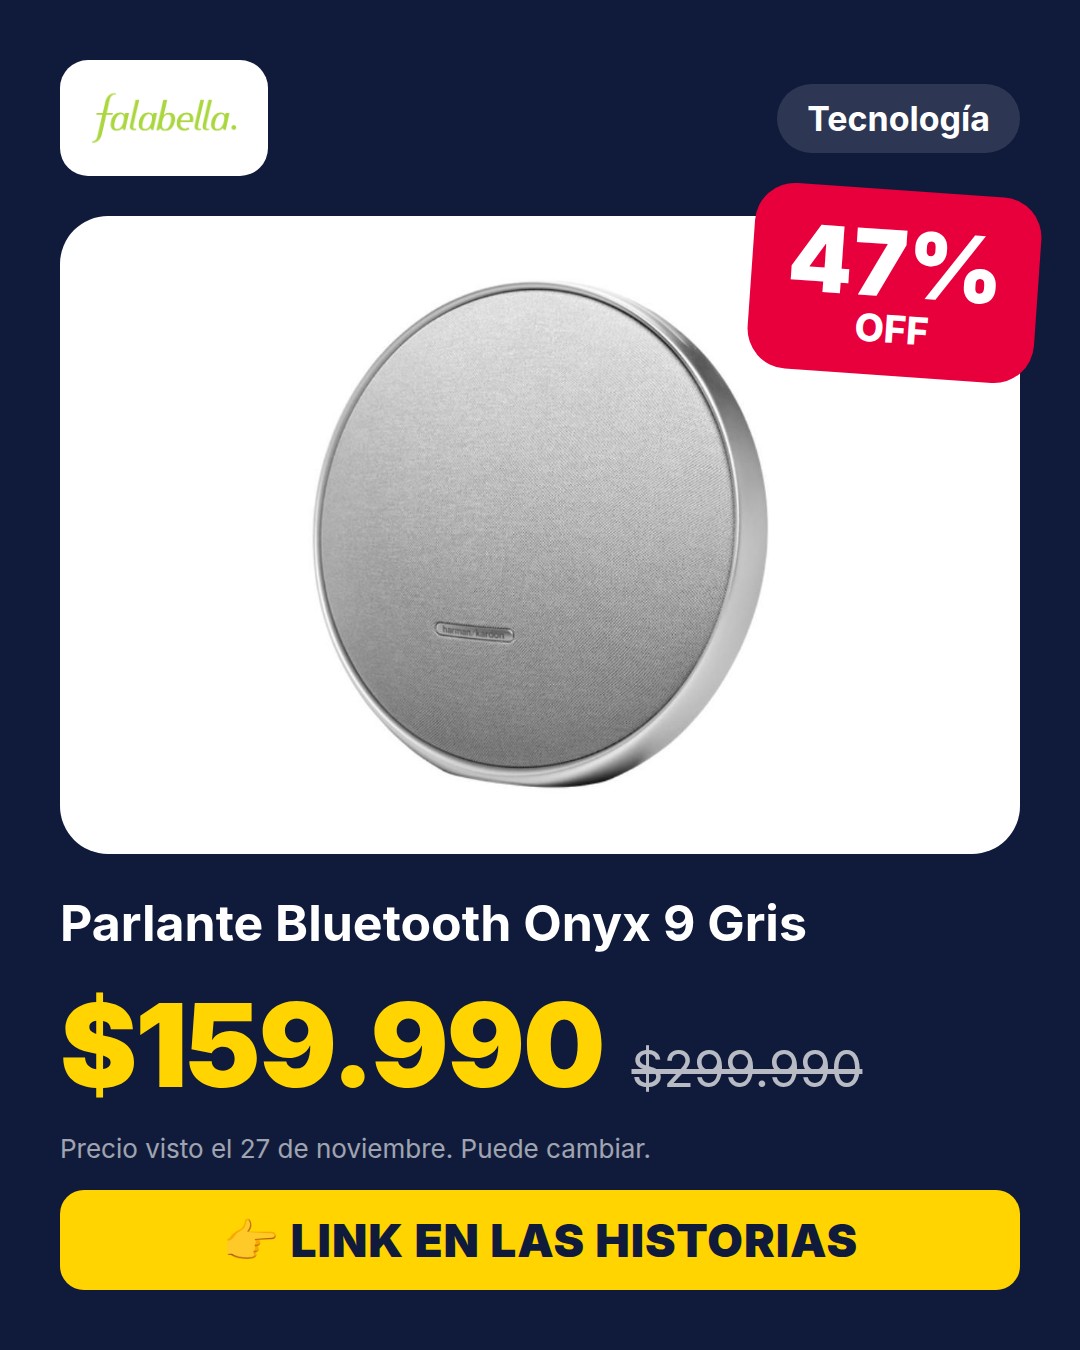 falabella.
Tecnología
47%
OFF
harman/kardon
Parlante Bluetooth Onyx 9 Gris
$159.990 $299.990
Precio visto el 27 de noviembre. Puede cambiar.
👉 LINK EN LAS HISTORIAS